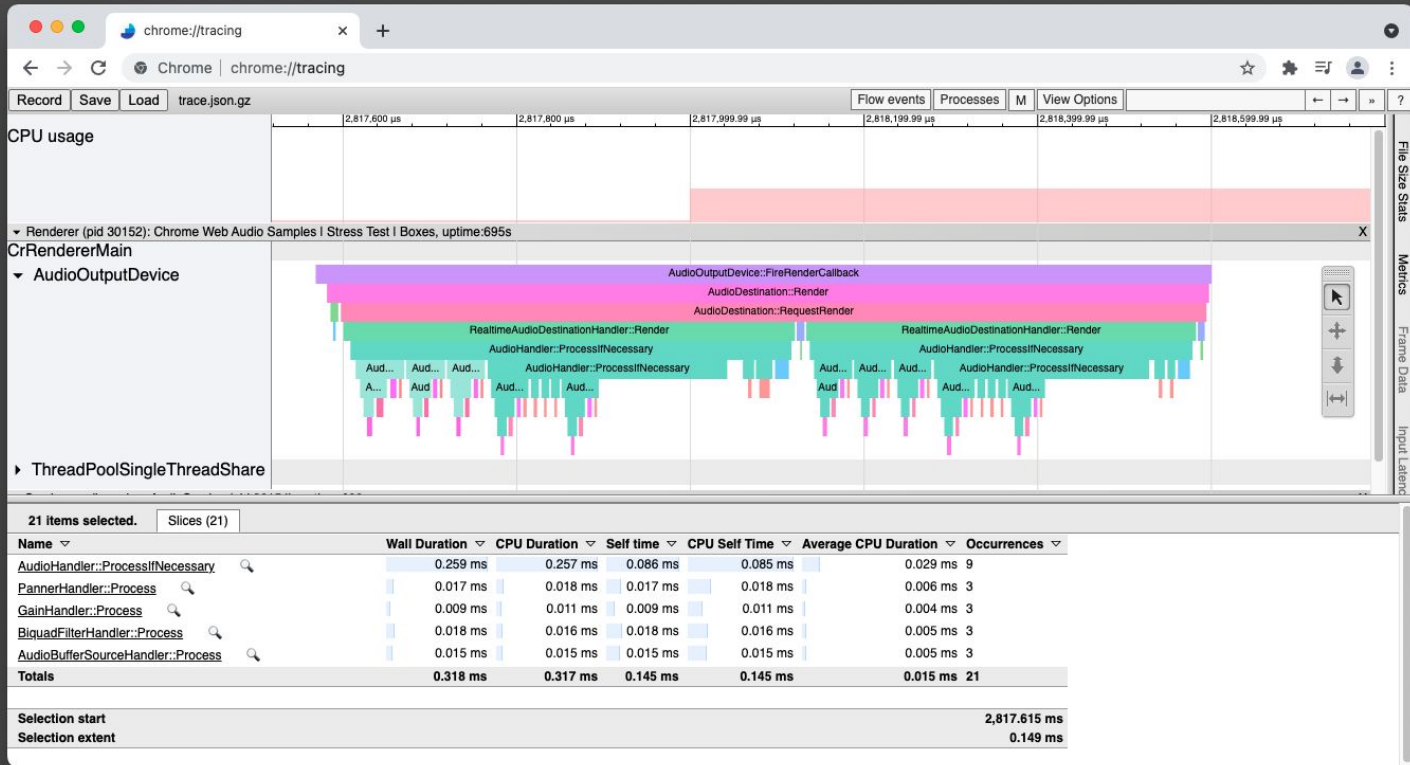 chrome://tracing
Chrome | chrome://tracing
Record Save Load trace.json.gz Flow events Processes M View Options ← → » ?
2,817,600 µs 2,817,800 µs 2,817,999.99 µs 2,818,199.99 µs 2,818,399.99 µs 2,818,599.99 µs
CPU usage
Renderer (pid 30152): Chrome Web Audio Samples | Stress Test | Boxes, uptime:695s X
CrRendererMain
AudioOutputDevice
AudioOutputDevice::FireRenderCallback
AudioDestination::Render
AudioDestination::RequestRender
RealtimeAudioDestinationHandler::Render RealtimeAudioDestinationHandler::Render
AudioHandler::ProcessIfNecessary AudioHandler::ProcessIfNecessary
Aud... Aud... Aud... AudioHandler::ProcessIfNecessary Aud... Aud... Aud... AudioHandler::ProcessIfNecessary
A... Aud Aud... Aud... Aud Aud... Aud...
ThreadPoolSingleThreadShare
File Size Stats
Metrics
Frame Data
Input Latenc
21 items selected. Slices (21)
Name Wall Duration CPU Duration Self time CPU Self Time Average CPU Duration Occurrences
AudioHandler::ProcessIfNecessary 0.259 ms 0.257 ms 0.086 ms 0.085 ms 0.029 ms 9
PannerHandler::Process 0.017 ms 0.018 ms 0.017 ms 0.018 ms 0.006 ms 3
GainHandler::Process 0.009 ms 0.011 ms 0.009 ms 0.011 ms 0.004 ms 3
BiquadFilterHandler::Process 0.018 ms 0.016 ms 0.018 ms 0.016 ms 0.005 ms 3
AudioBufferSourceHandler::Process 0.015 ms 0.015 ms 0.015 ms 0.015 ms 0.005 ms 3
Totals 0.318 ms 0.317 ms 0.145 ms 0.145 ms 0.015 ms 21
Selection start 2,817.615 ms
Selection extent 0.149 ms